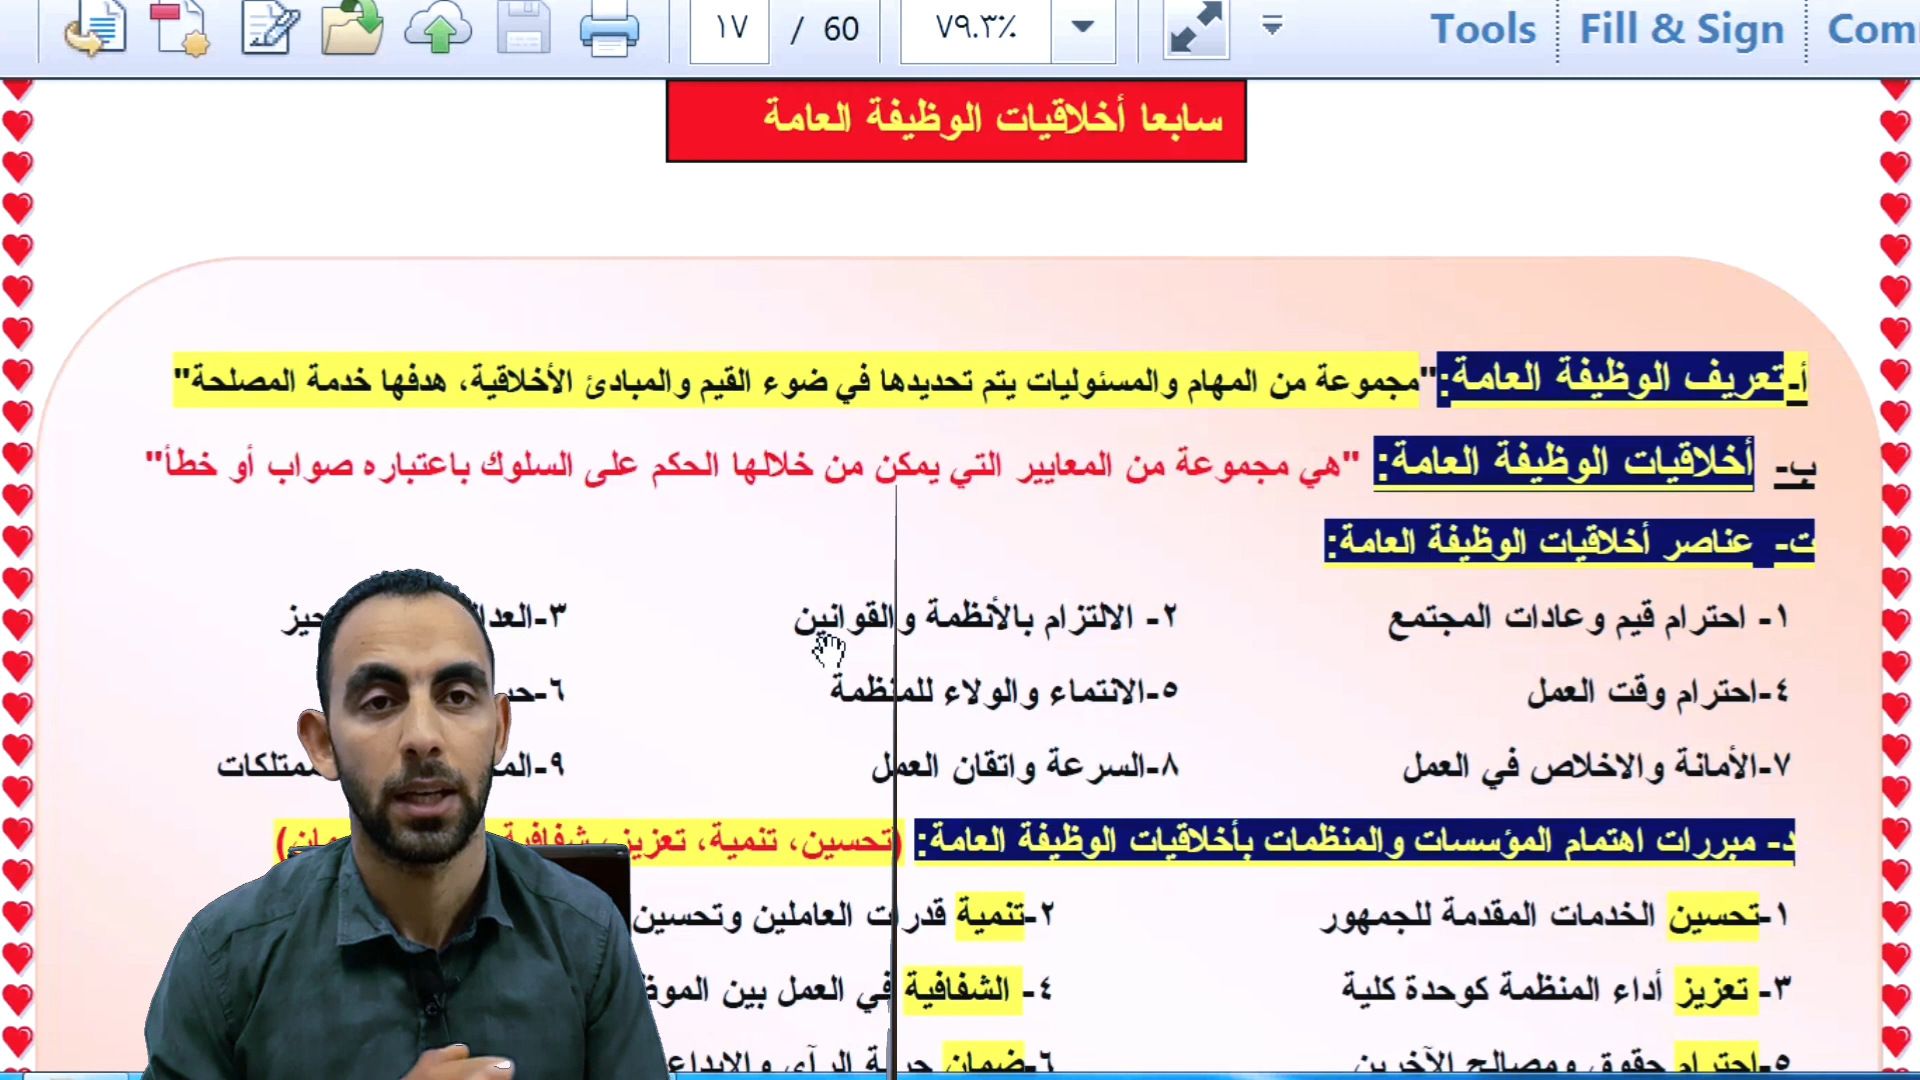 ١٧ / 60 ٧٩.٣٪ Tools Fill & Sign Com
سابعا أخلاقيات الوظيفة العامة
أ-تعريف الوظيفة العامة:"مجموعة من المهام والمسئوليات يتم تحديدها في ضوء القيم والمبادئ الأخلاقية، هدفها خدمة المصلحة"
ب- أخلاقيات الوظيفة العامة: "هي مجموعة من المعايير التي يمكن من خلالها الحكم على السلوك باعتباره صواب أو خطأ"
ت- عناصر أخلاقيات الوظيفة العامة:
١- احترام قيم وعادات المجتمع ٢- الالتزام بالأنظمة والقوانين ٣-
٤-احترام وقت العمل ٥-الانتماء والولاء للمنظمة ٦-
٧-الأمانة والاخلاص في العمل ٨-السرعة واتقان العمل ٩-
د- مبررات اهتمام المؤسسات والمنظمات بأخلاقيات الوظيفة العامة: (تحسين، تنمية، تعزيز،
١-تحسين الخدمات المقدمة للجمهور ٢-تنمية قدرات العاملين وتحسين
٣- تعزيز أداء المنظمة كوحدة كلية ٤- الشفافية في العمل بين
٥-احترام حقوق ومصالح الآخرين ٦-ضمان حرية الرأي